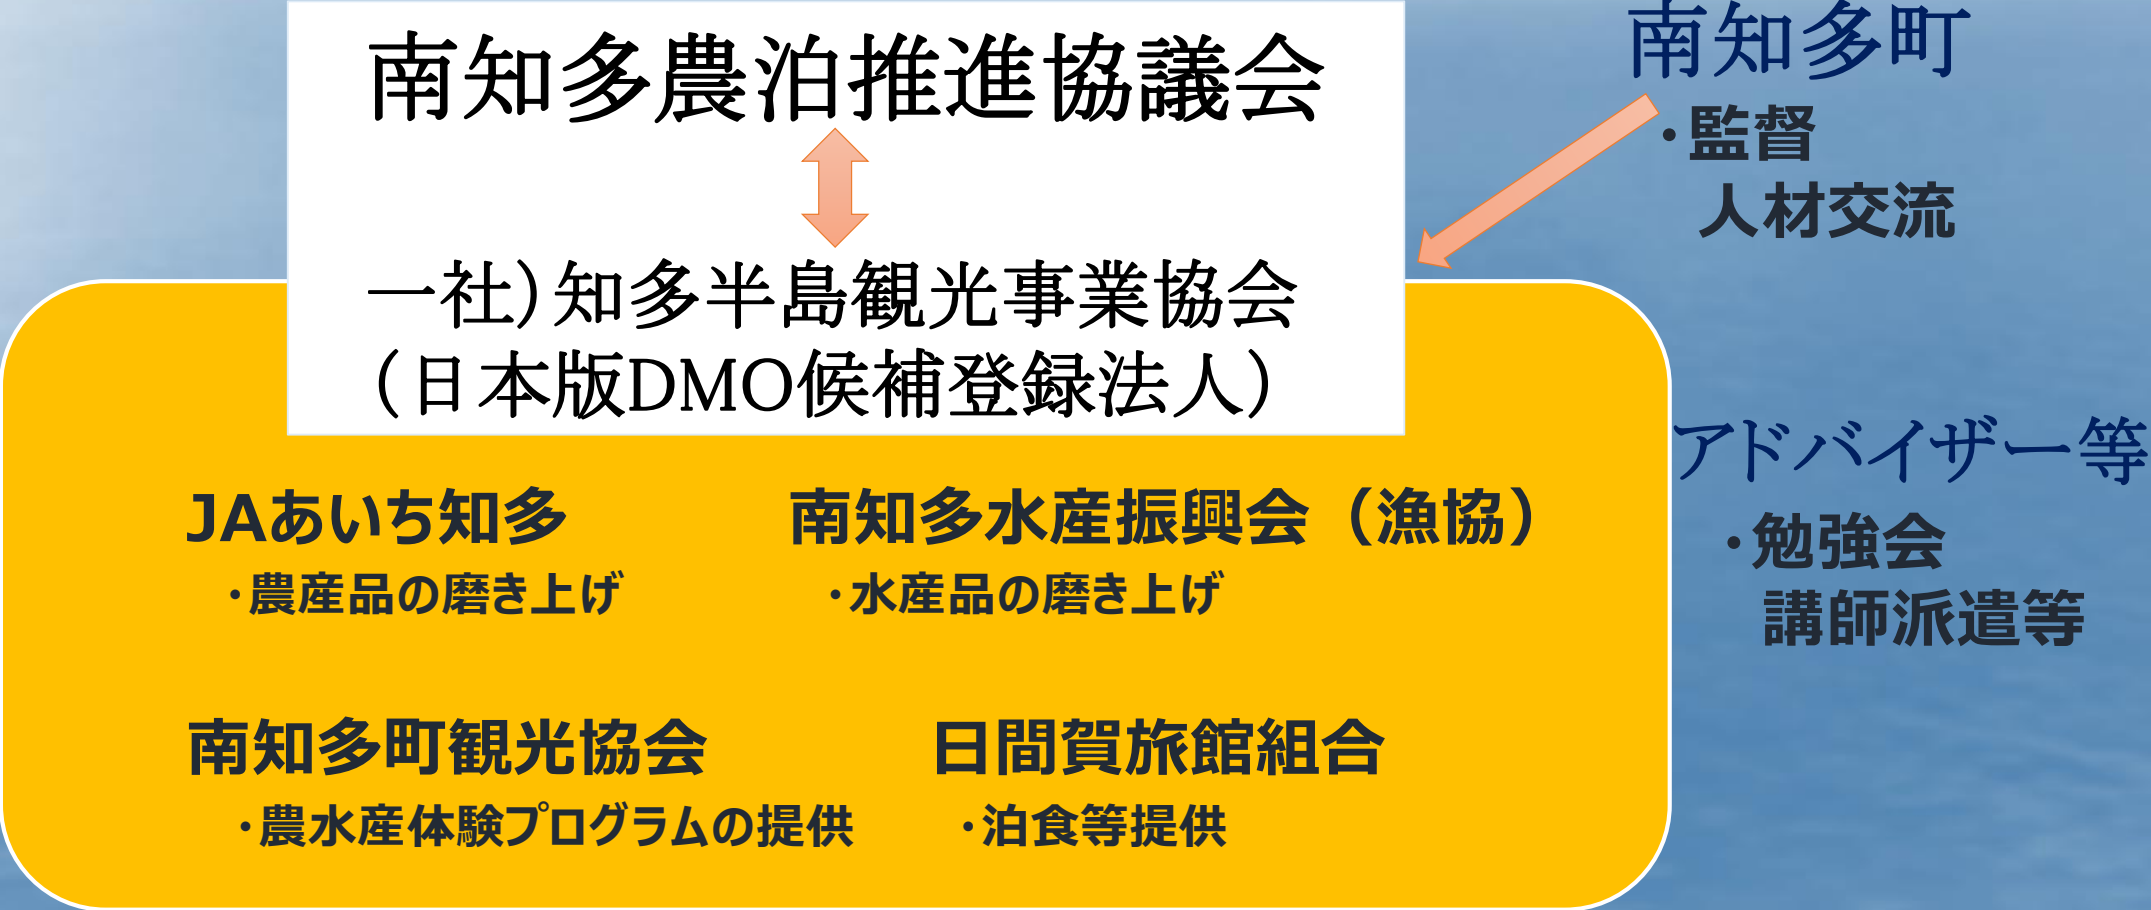 南知多農泊推進協議会
一社）知多半島観光事業協会
（日本版DMO候補登録法人）
南知多町
・監督
人材交流
アドバイザー等
・勉強会
講師派遣等
JAあいち知多
・農産品の磨き上げ
南知多水産振興会（漁協）
・水産品の磨き上げ
南知多町観光協会
・農水産体験プログラムの提供
日間賀旅館組合
・泊食等提供